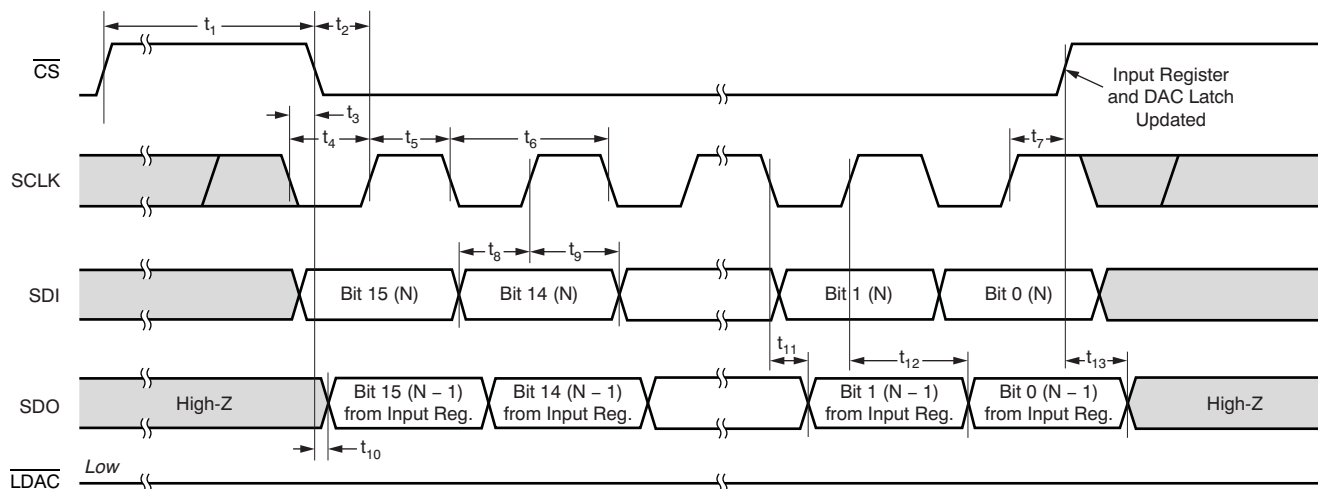 t1
t2
CS
Input Register
and DAC Latch
Updated
t3
t4
t5
t6
t7
SCLK
t8
t9
SDI
Bit 15 (N)
Bit 14 (N)
Bit 1 (N)
Bit 0 (N)
t11
t12
t13
SDO
High-Z
Bit 15 (N − 1)
from Input Reg.
Bit 14 (N − 1)
from Input Reg.
Bit 1 (N − 1)
from Input Reg.
Bit 0 (N − 1)
from Input Reg.
High-Z
t10
LDAC
Low